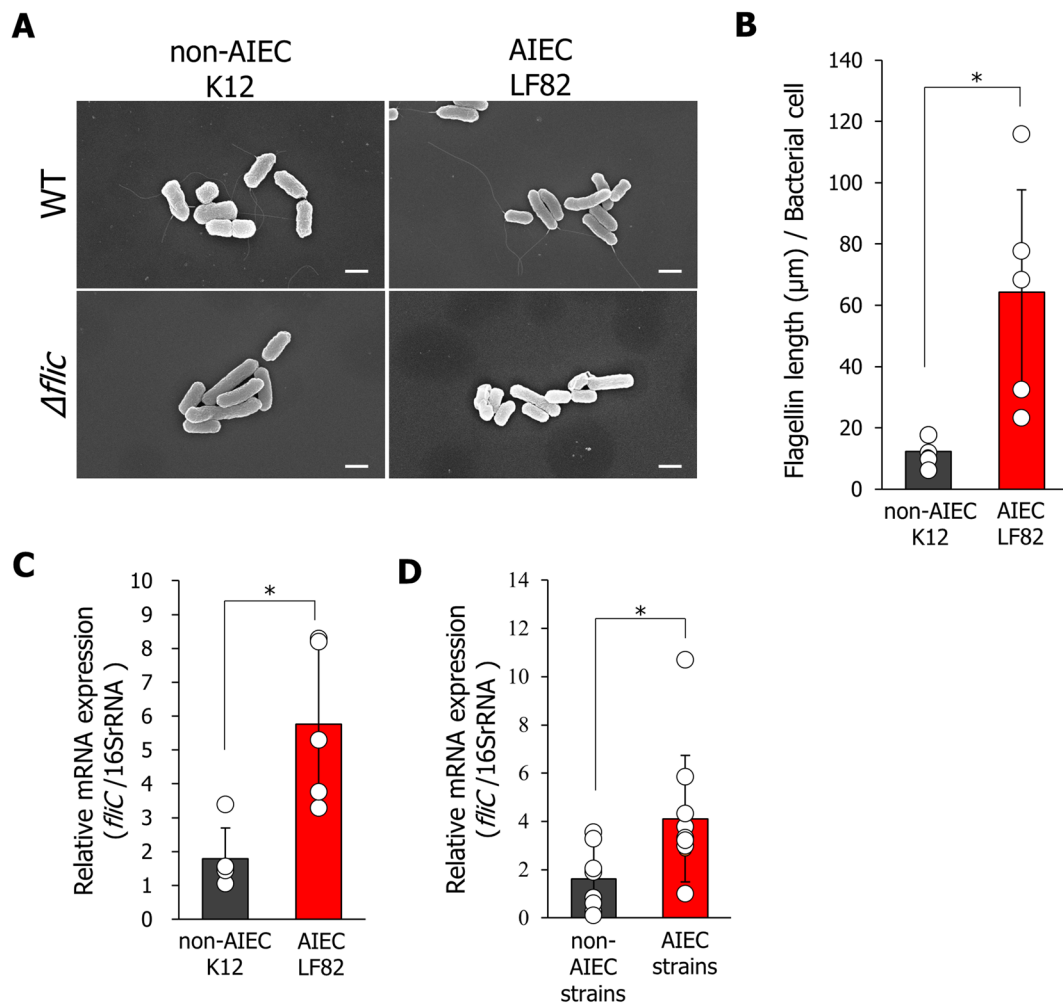 A
non-AIEC
K12
AIEC
LF82
WT
Δflic
B
Flagellin length (μm) / Bacterial cell
140
120
100
80
60
40
20
0
*
non-AIEC
K12
AIEC
LF82
C
Relative mRNA expression
(fliC /16SrRNA )
10
9
8
7
6
5
4
3
2
1
0
*
non-AIEC
K12
AIEC
LF82
D
Relative mRNA expression
(fliC /16SrRNA )
14
12
10
8
6
4
2
0
*
non-
AIEC
strains
AIEC
strains